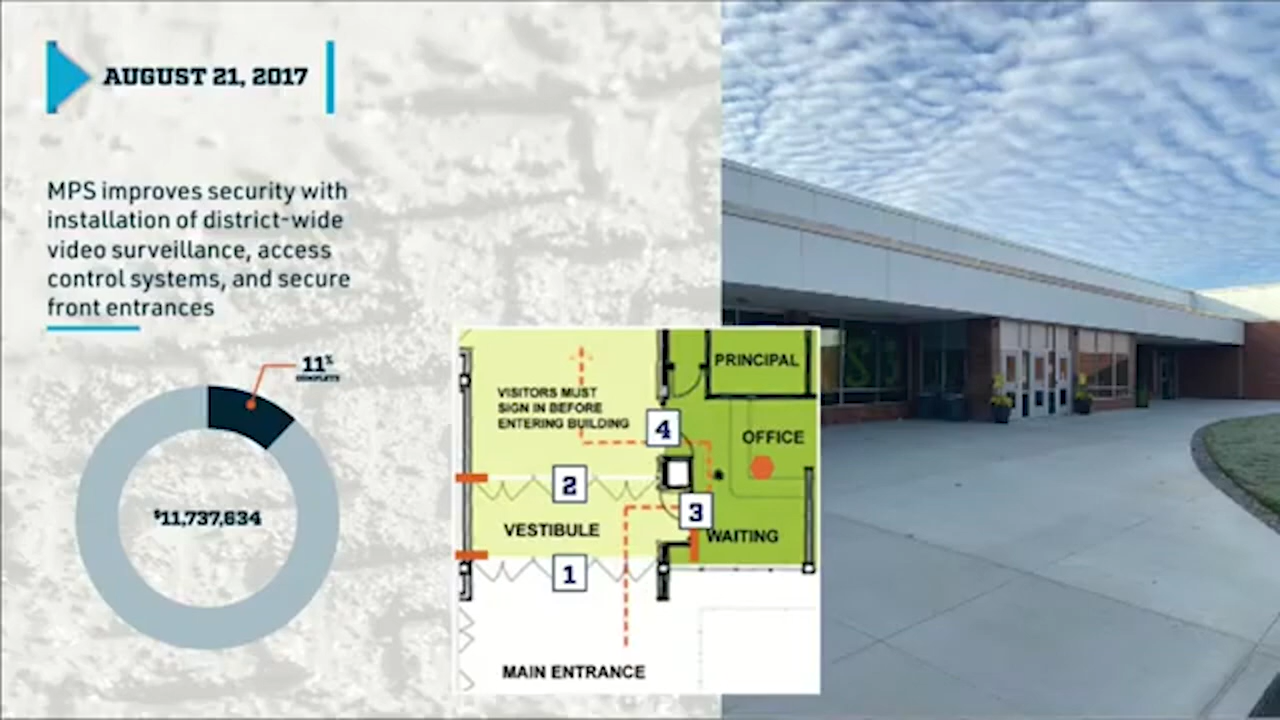 AUGUST 21, 2017
MPS improves security with
installation of district-wide
video surveillance, access
control systems, and secure
front entrances
11%
COMPLETE
$11,737,634
PRINCIPAL
VISITORS MUST
SIGN IN BEFORE
ENTERING BUILDING
4
OFFICE
2
3
VESTIBULE
WAITING
1
MAIN ENTRANCE